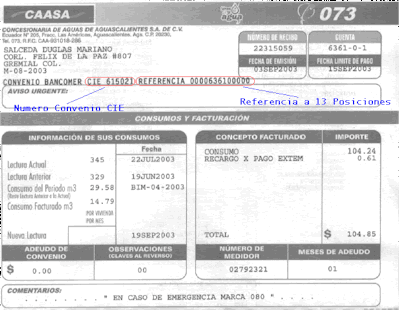 CAASA
agua
073
CONCESIONARIA DE AGUAS DE AGUASCALIENTES S.A. DE C.V.
NÚMERO DE RECIBO
CUENTA
22315059
6361-0-1
SALCEDA DUGLAS MARIANO
CORL. FELIX DE LA PAZ #807
GREMIAL COL.
M-08-2003
FECHA DE EMISIÓN
FECHA LIMITE DE PAGO
03SEP2003
15SEP2003
CONVENIO BANCOMER CIE 615021 REFERENCIA 0000636100000
AVISO URGENTE:
Numero Convenio CIE
Referencia a 13 Posiciones
CONSUMOS Y FACTURACIÓN
INFORMACIÓN DE SUS CONSUMOS
CONCEPTO FACTURADO
IMPORTE
Fecha
Lectura Actual 345 22JUL2003
Lectura Anterior 329 19JUN2003
Consumo del Periodo m3 29.58 BIM-04-2003
Consumo Facturado m3 14.79
POR VIVIENDA
POR MES
Nueva Lectura 19SEP2003
CONSUMO 104.24
RECARGO X PAGO EXTEM 0.61
TOTAL $ 104.85
ADEUDO DE CONVENIO
OBSERVACIONES
(CLAVES AL REVERSO)
NÚMERO DE MEDIDOR
MESES DE ADEUDO
$ 0.00
00
02792321
01
COMENTARIOS:
. . . . . . . . " EN CASO DE EMERGENCIA MARCA 080 " . . . .